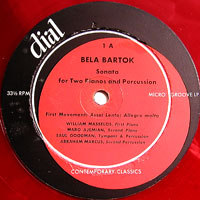 dial
1 A
BELA BARTOK
Sonata
for Two Pianos and Percussion
33⅓ RPM
MICROGROOVE LP
First Movement: Assai Lento; Allegro molto
WILLIAM MASSELOS, First Piano
MARO AJEMIAN, Second Piano
SAUL GOODMAN, Tympani & Percussion
ABRAHAM MARCUS, Second Percussion
CONTEMPORARY CLASSICS